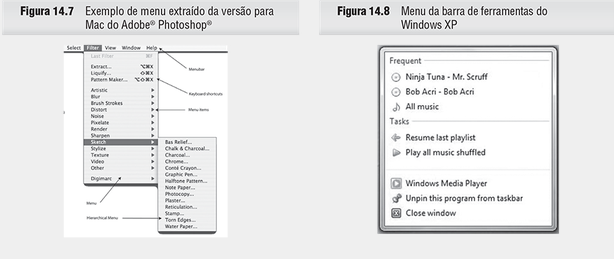 Figura 14.7 Exemplo de menu extraído da versão para
Mac do Adobe® Photoshop®
Select Filter View Window Help
Last Filter ⌘F
Extract... ⌥⌘X
Liquify... ⇧⌘X
Pattern Maker... ⌥⇧⌘X
Artistic
Blur
Brush Strokes
Distort
Noise
Pixelate
Render
Sharpen
Sketch
Stylize
Texture
Video
Other
Digimarc
Bas Relief...
Chalk & Charcoal...
Charcoal...
Chrome...
Conté Crayon...
Graphic Pen...
Halftone Pattern...
Note Paper...
Photocopy...
Plaster...
Reticulation...
Stamp...
Torn Edges...
Water Paper...
Menubar
Keyboard shortcuts
Menu items
Menu
Hierarchical Menu
Figura 14.8 Menu da barra de ferramentas do
Windows XP
Frequent
Ninja Tuna - Mr. Scruff
Bob Acri - Bob Acri
All music
Tasks
Resume last playlist
Play all music shuffled
Windows Media Player
Unpin this program from taskbar
Close window